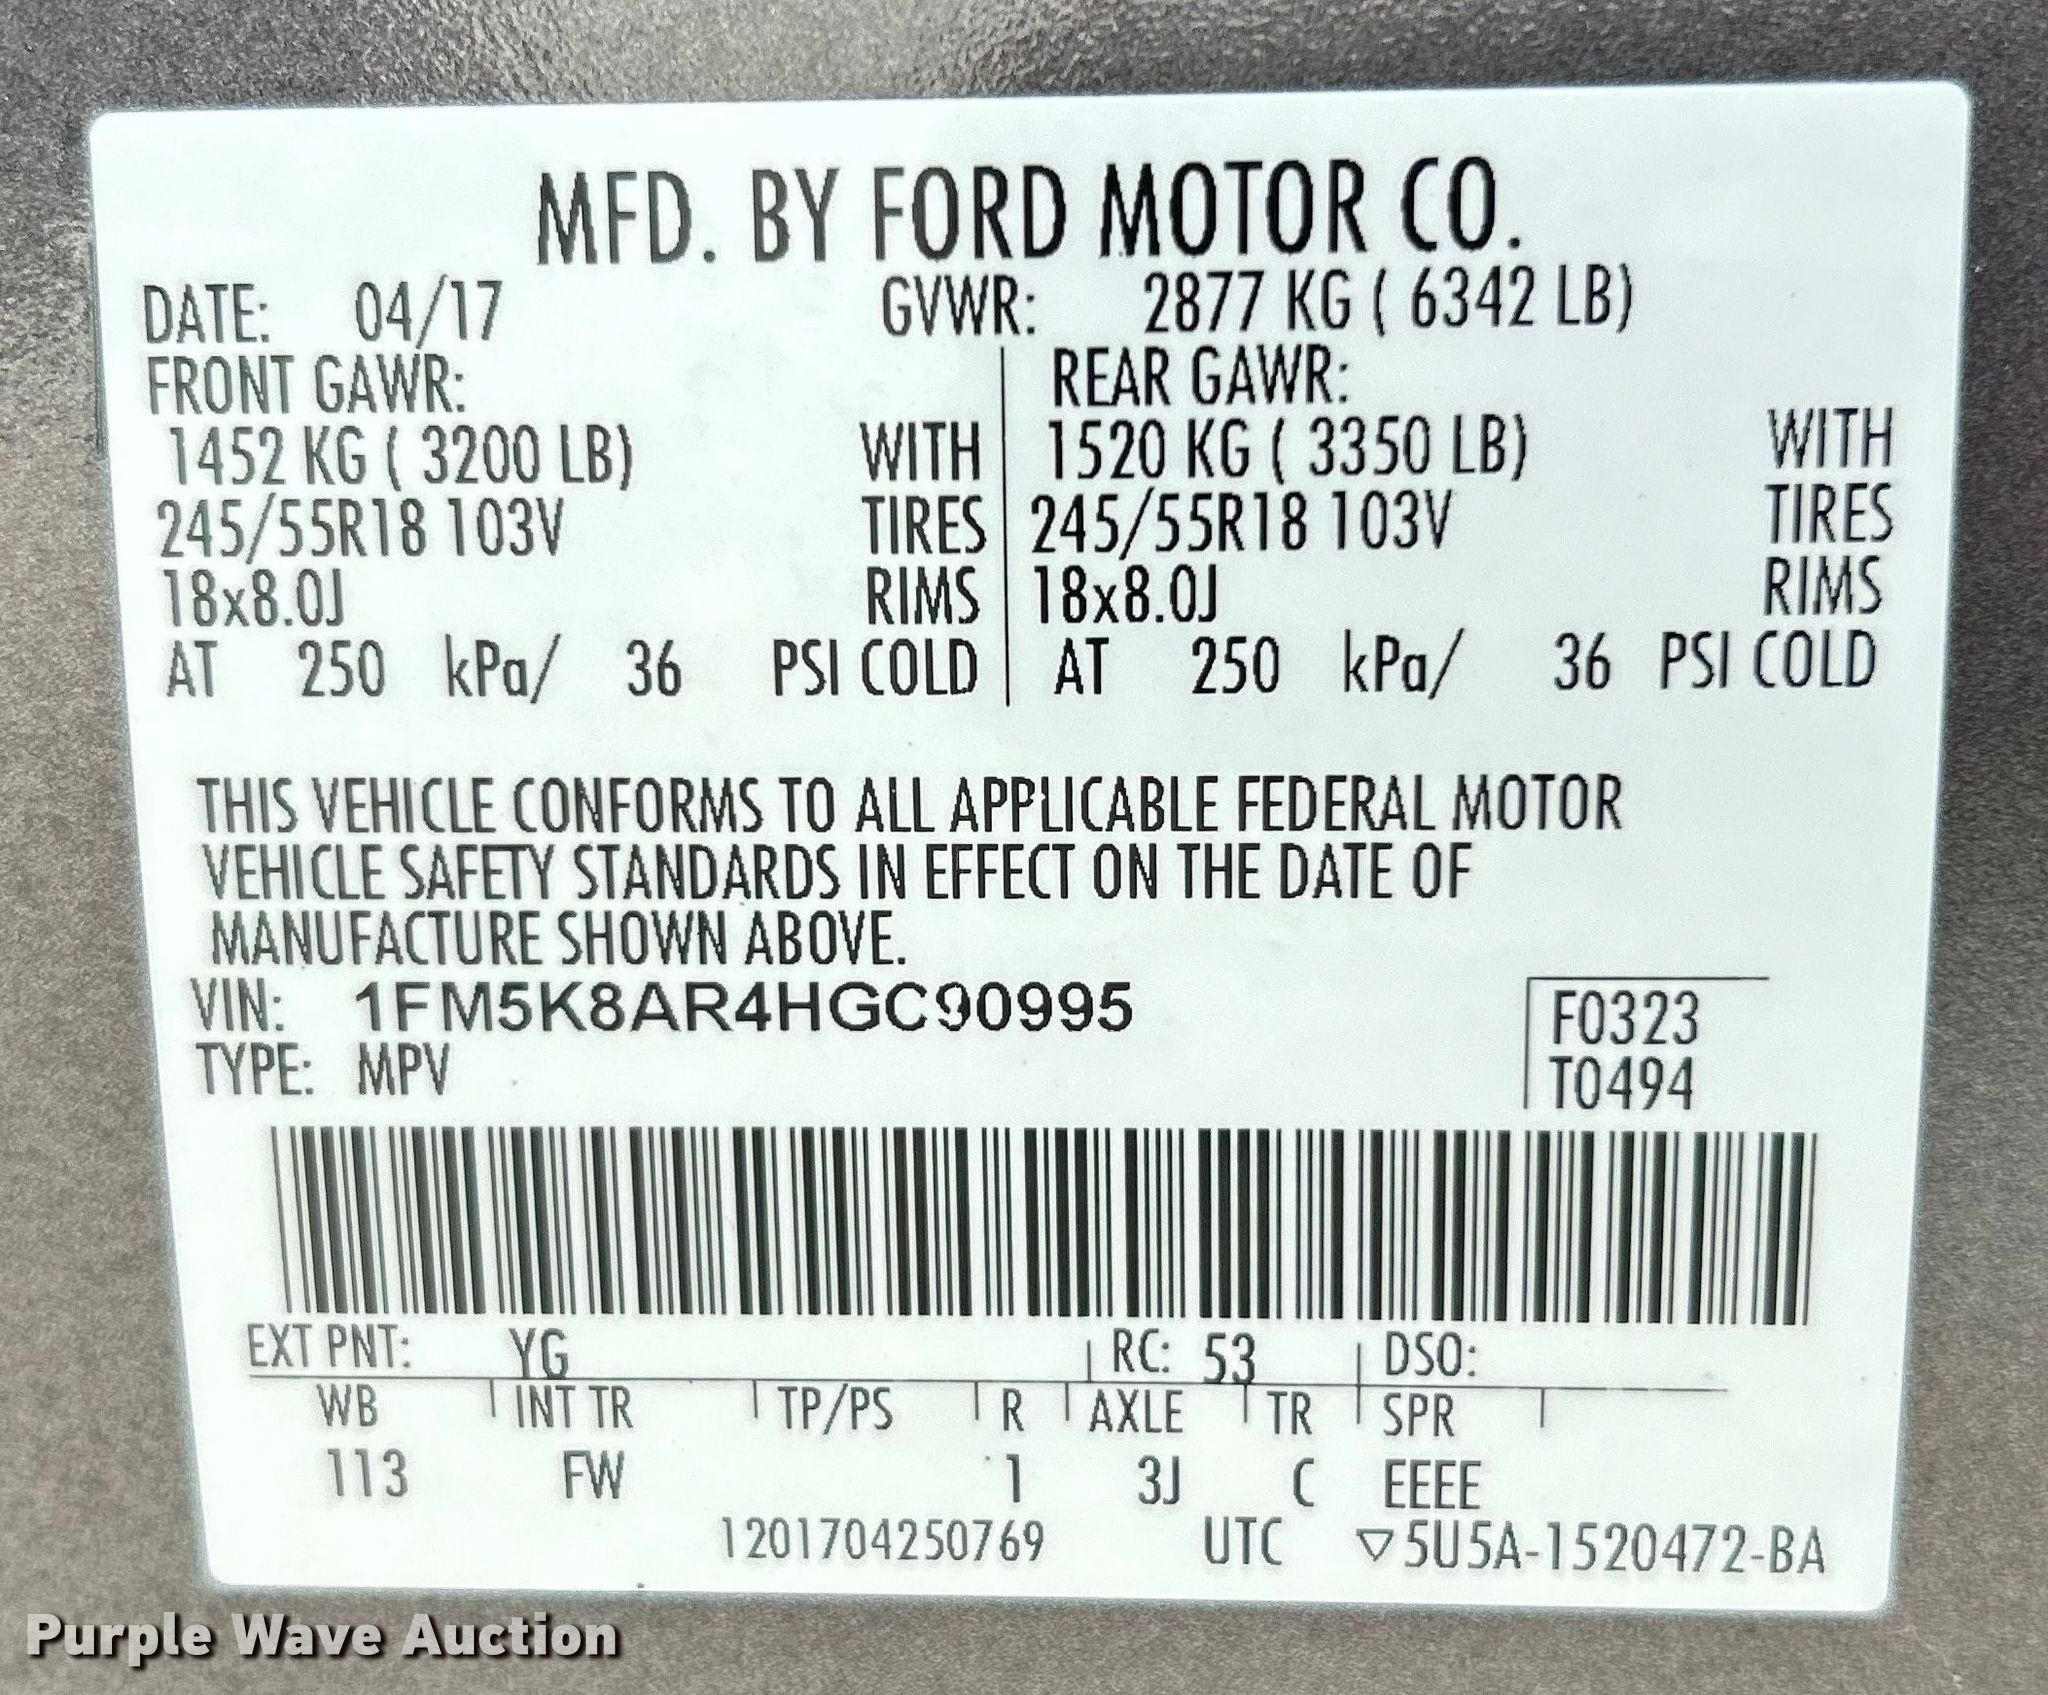 MFD. BY FORD MOTOR CO.
DATE: 04/17 GVWR: 2877 KG ( 6342 LB)
FRONT GAWR: REAR GAWR:
1452 KG ( 3200 LB) WITH 1520 KG ( 3350 LB) WITH
245/55R18 103V TIRES 245/55R18 103V TIRES
18x8.0J RIMS 18x8.0J RIMS
AT 250 kPa/ 36 PSI COLD AT 250 kPa/ 36 PSI COLD
THIS VEHICLE CONFORMS TO ALL APPLICABLE FEDERAL MOTOR
VEHICLE SAFETY STANDARDS IN EFFECT ON THE DATE OF
MANUFACTURE SHOWN ABOVE.
VIN: 1FM5K8AR4HGC90995 F0323
TYPE: MPV T0494
EXT PNT: YG RC: 53 DSO:
WB INT TR TP/PS R AXLE TR SPR
113 FW 1 3J C EEEE
1201704250769 UTC ▽5U5A-1520472-BA
Purple Wave Auction